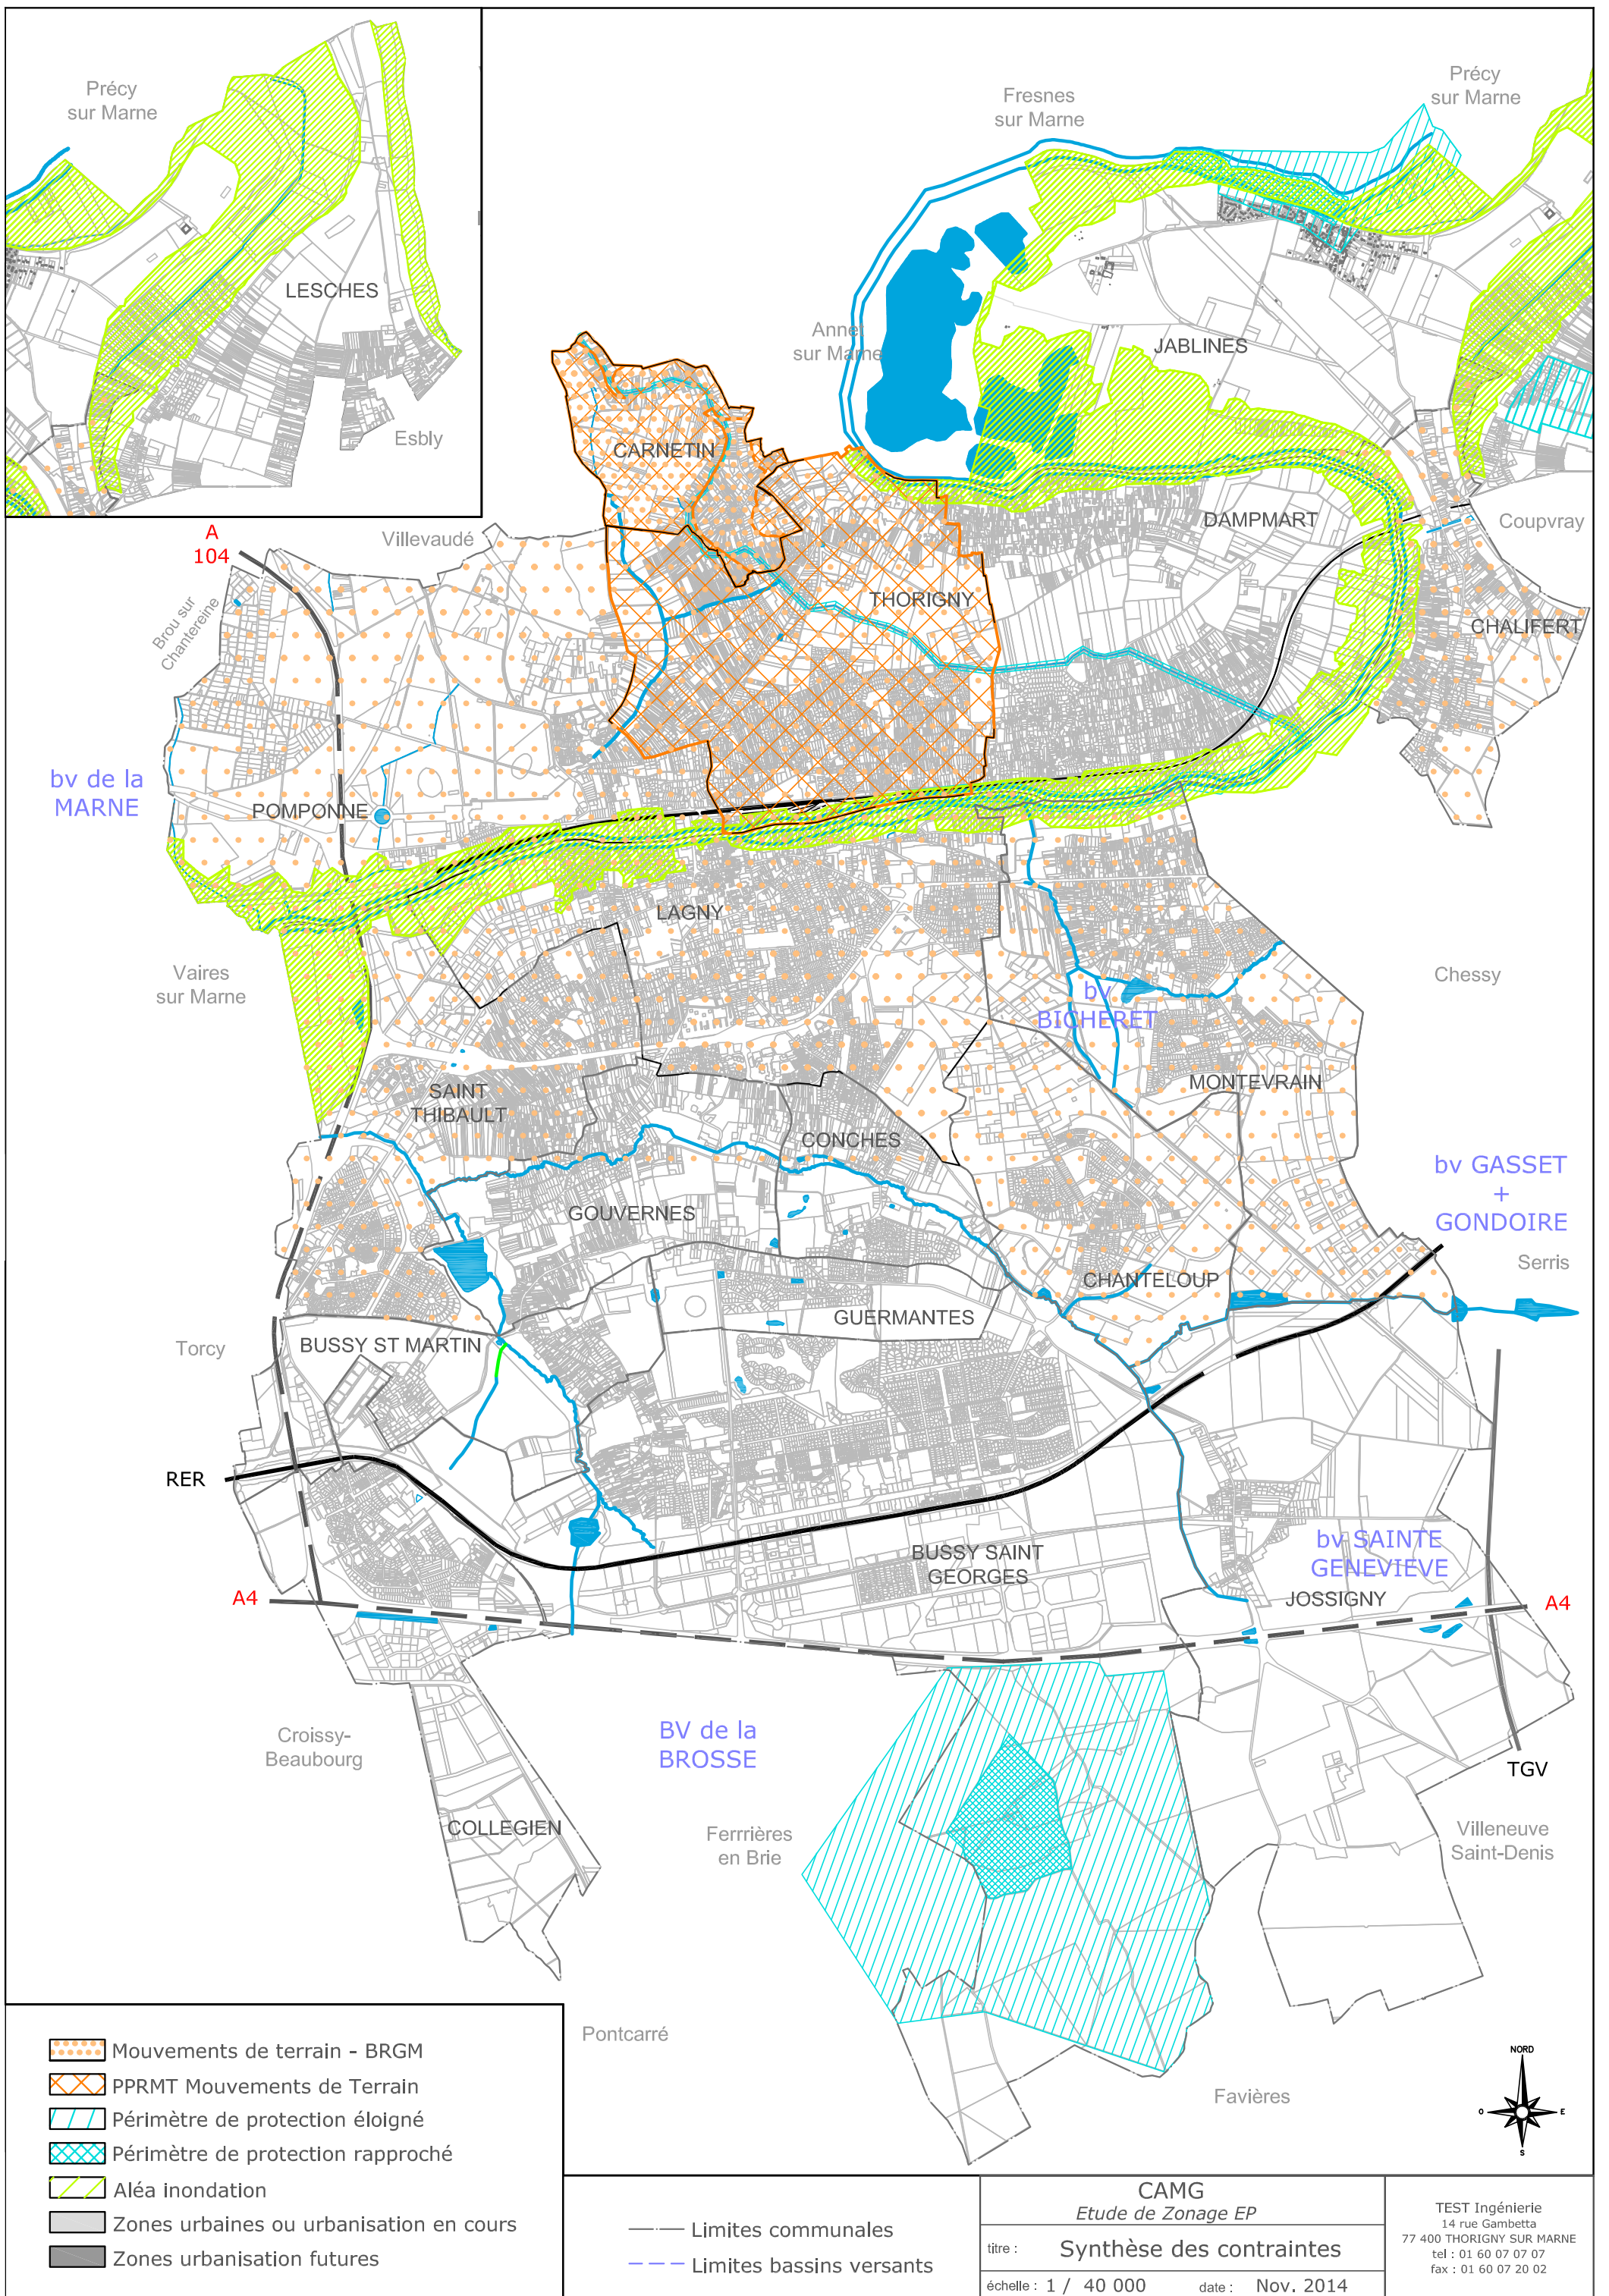 Précy
sur Marne
LESCHES
Esbly
Fresnes
sur Marne
Précy
sur Marne
Annet
sur Marne
JABLINES
CARNETIN
DAMPMART
Coupvray
A
104
Villevaudé
Brou sur
Chantereine
THORIGNY
CHALIFERT
bv de la
MARNE
POMPONNE
LAGNY
Vaires
sur Marne
Chessy
bv
BICHERET
SAINT
THIBAULT
MONTEVRAIN
CONCHES
bv GASSET
+
GONDOIRE
GOUVERNES
Serris
CHANTELOUP
GUERMANTES
Torcy
BUSSY ST MARTIN
RER
BUSSY SAINT
GEORGES
bv SAINTE
GENEVIEVE
JOSSIGNY
A4
A4
Croissy-
Beaubourg
BV de la
BROSSE
TGV
COLLEGIEN
Ferrrières
en Brie
Villeneuve
Saint-Denis
Pontcarré
Favières
NORD
O
E
S
Mouvements de terrain - BRGM
PPRMT Mouvements de Terrain
Périmètre de protection éloigné
Périmètre de protection rapproché
Aléa inondation
Zones urbaines ou urbanisation en cours
Zones urbanisation futures
Limites communales
Limites bassins versants
CAMG
Etude de Zonage EP
titre : Synthèse des contraintes
échelle : 1 / 40 000 date : Nov. 2014
TEST Ingénierie
14 rue Gambetta
77 400 THORIGNY SUR MARNE
tel : 01 60 07 07 07
fax : 01 60 07 20 02